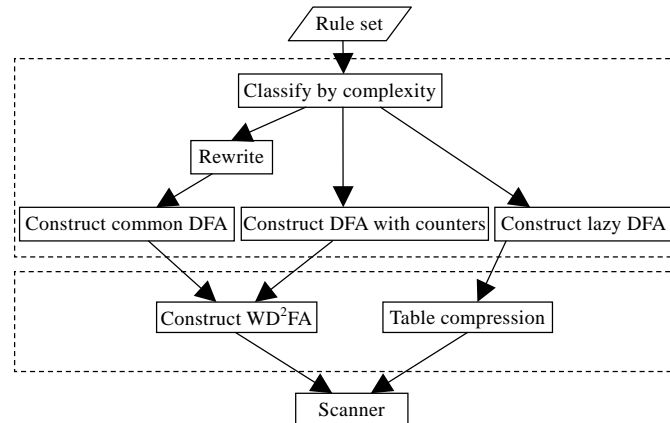 Rule set
Classify by complexity
Rewrite
Construct common DFA
Construct DFA with counters
Construct lazy DFA
Construct WD²FA
Table compression
Scanner